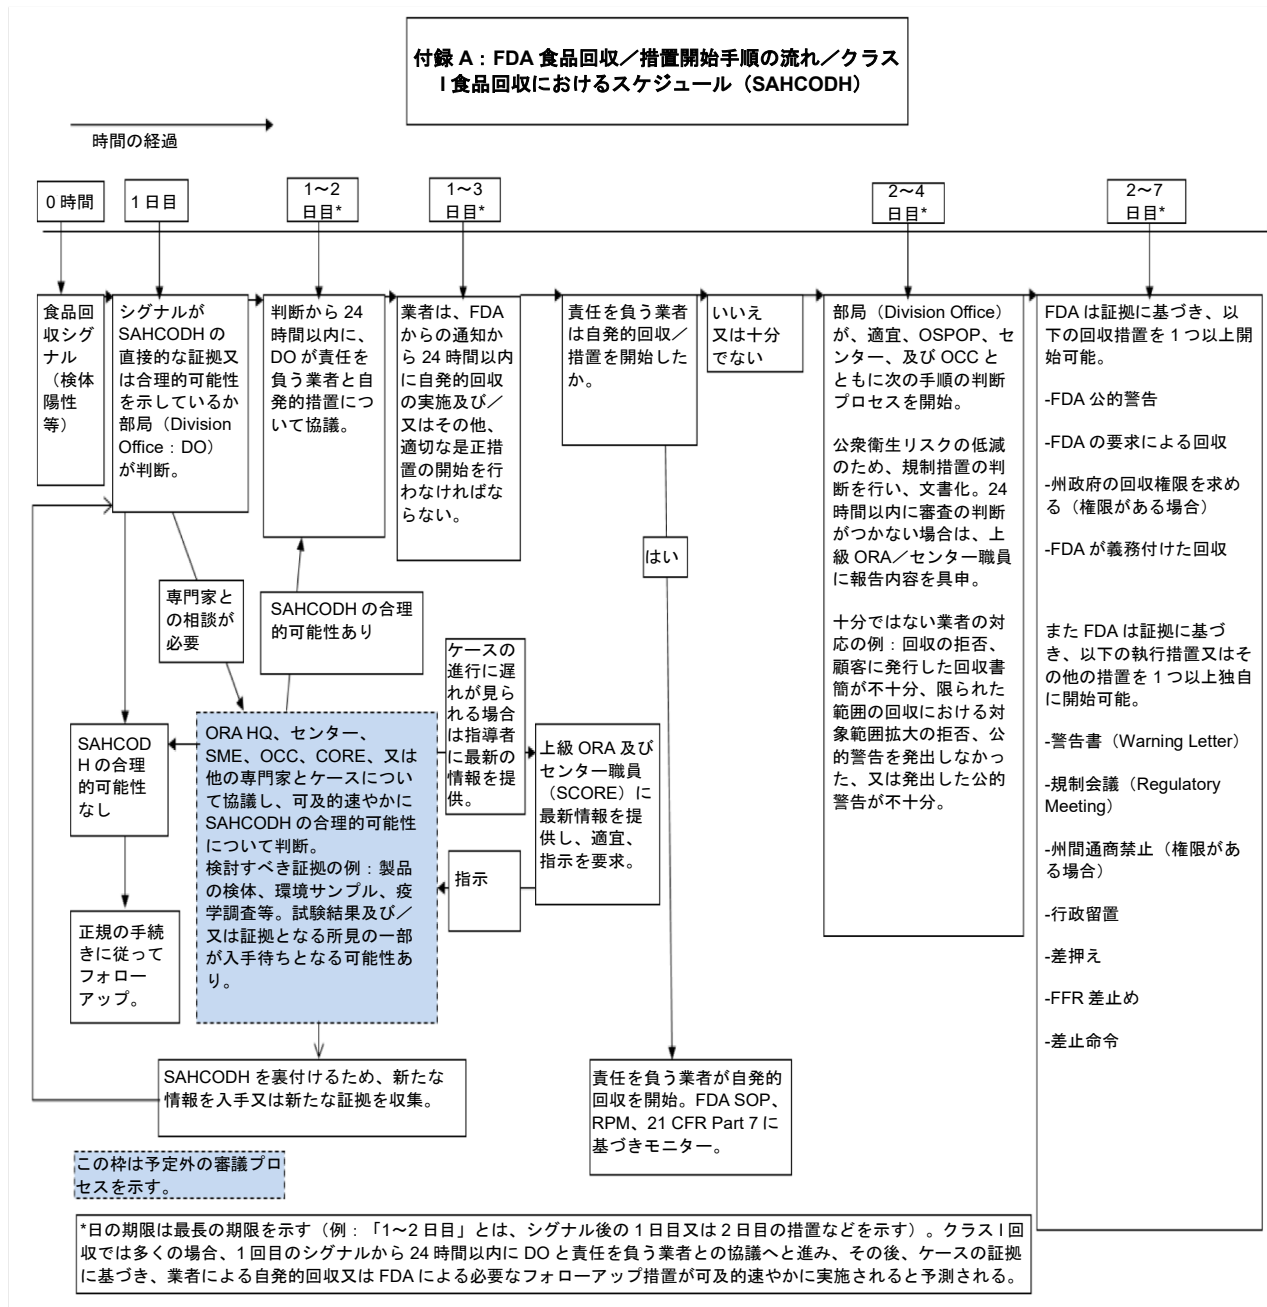 付録 A：FDA 食品回収／措置開始手順の流れ／クラス
I 食品回収におけるスケジュール（SAHCODH）
時間の経過
0 時間
1 日目
1～2
日目*
1～3
日目*
2～4
日目*
2～7
日目*
食品回
収シグ
ナル
（検体
陽性
等）
シグナルが
SAHCODH の
直接的な証拠又
は合理的可能性
を示しているか
部局（Division
Office：DO）
が判断。
判断から 24
時間以内に、
DO が責任を
負う業者と自
発的措置につ
いて協議。
業者は、FDA
からの通知か
ら 24 時間以内
に自発的回収
の実施及び／
又はその他、
適切な是正措
置の開始を行
わなければな
らない。
責任を負う業者
は自発的回収／
措置を開始した
か。
いいえ
又は十分
でない
部局（Division Office）
が、適宜、OSPOP、セ
ンター、及び OCC と
ともに次の手順の判断
プロセスを開始。
公衆衛生リスクの低減
のため、規制措置の判
断を行い、文書化。24
時間以内に審査の判断
がつかない場合は、上
級 ORA／センター職員
に報告内容を具申。
十分ではない業者の対
応の例：回収の拒否、
顧客に発行した回収書
簡が不十分、限られた
範囲の回収における対
象範囲拡大の拒否、公
的警告を発出しなかっ
た、又は発出した公的
警告が不十分。
FDA は証拠に基づき、以
下の回収措置を 1 つ以上開
始可能。
-FDA 公的警告
-FDA の要求による回収
-州政府の回収権限を求め
る（権限がある場合）
-FDA が義務付けた回収
また FDA は証拠に基づ
き、以下の執行措置又はそ
の他の措置を 1 つ以上独自
に開始可能。
-警告書（Warning Letter）
-規制会議（Regulatory
Meeting）
-州間通商禁止（権限があ
る場合）
-行政留置
-差押え
-FFR 差止め
-差止命令
はい
専門家と
の相談が
必要
SAHCODH の合理
的可能性あり
ケースの
進行に遅
れが見ら
れる場合
は指導者
に最新の
情報を提
供。
SAHCOD
H の合理
的可能性
なし
ORA HQ、センター、
SME、OCC、CORE、又は
他の専門家とケースについ
て協議し、可及的速やかに
SAHCODH の合理的可能性
について判断。
検討すべき証拠の例：製品
の検体、環境サンプル、疫
学調査等。試験結果及び／
又は証拠となる所見の一部
が入手待ちとなる可能性あ
り。
上級 ORA 及び
センター職員
（SCORE）に
最新情報を提
供し、適宜、
指示を要求。
指示
正規の手続
きに従って
フォロー
アップ。
SAHCODH を裏付けるため、新たな
情報を入手又は新たな証拠を収集。
責任を負う業者が自発的
回収を開始。FDA SOP、
RPM、21 CFR Part 7 に
基づきモニター。
この枠は予定外の審議プロ
セスを示す。
*日の期限は最長の期限を示す（例：「1～2 日目」とは、シグナル後の 1 日目又は 2 日目の措置などを示す）。クラス I 回
収では多くの場合、1 回目のシグナルから 24 時間以内に DO と責任を負う業者との協議へと進み、その後、ケースの証拠
に基づき、業者による自発的回収又は FDA による必要なフォローアップ措置が可及的速やかに実施されると予測される。